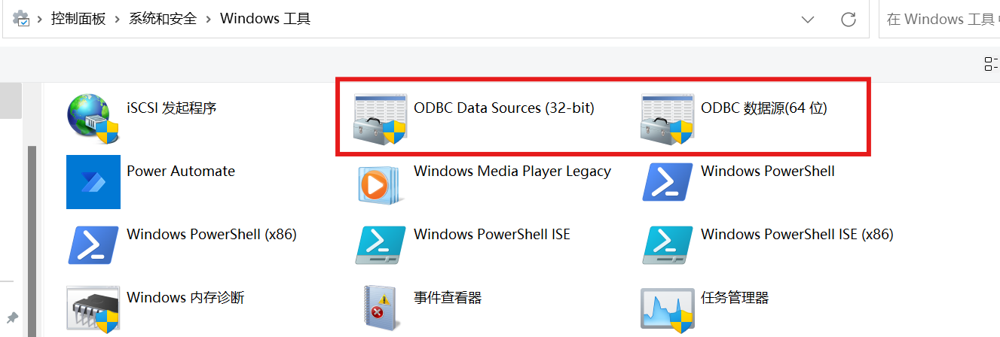 控制面板 › 系统和安全 › Windows 工具
在 Windows 工具
iSCSI 发起程序
ODBC Data Sources (32-bit)
ODBC 数据源(64 位)
Power Automate
Windows Media Player Legacy
Windows PowerShell
Windows PowerShell (x86)
Windows PowerShell ISE
Windows PowerShell ISE (x86)
Windows 内存诊断
事件查看器
任务管理器